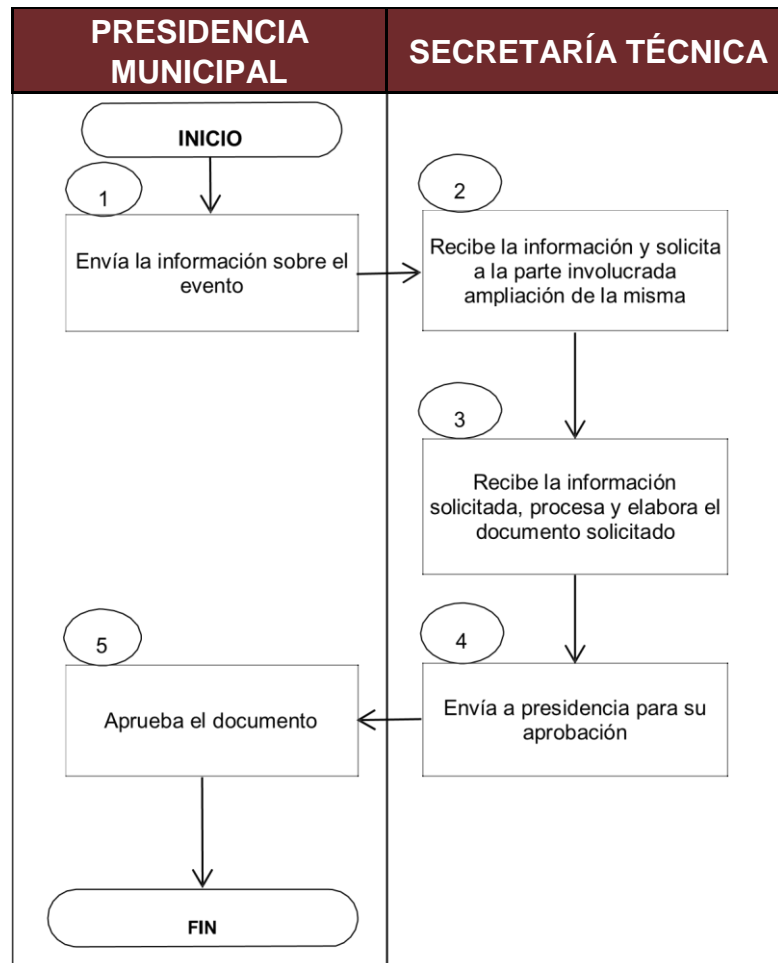 PRESIDENCIA
MUNICIPAL
SECRETARÍA TÉCNICA
INICIO
1
Envía la información sobre el
evento
2
Recibe la información y solicita
a la parte involucrada
ampliación de la misma
3
Recibe la información
solicitada, procesa y elabora el
documento solicitado
4
Envía a presidencia para su
aprobación
5
Aprueba el documento
FIN